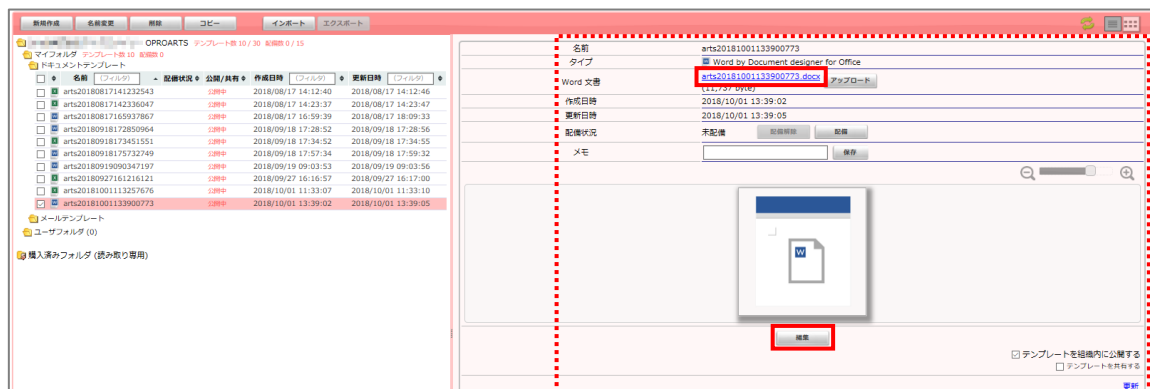 新規作成 名前変更 削除 コピー インポート エクスポート
OPROARTS テンプレート数 10 / 30 配備数 0 / 15
マイフォルダ テンプレート数 10 配備数 0
ドキュメントテンプレート
名前 (フィルタ) 配備状況 公開/共有 作成日時 (フィルタ) 更新日時 (フィルタ)
arts20180817141232543 公開中 2018/08/17 14:12:40 2018/08/17 14:12:46
arts20180817142336047 公開中 2018/08/17 14:23:37 2018/08/17 14:23:47
arts20180817165937867 公開中 2018/08/17 16:59:39 2018/08/17 18:09:33
arts20180918172850964 公開中 2018/09/18 17:28:52 2018/09/18 17:28:56
arts20180918173451551 公開中 2018/09/18 17:34:52 2018/09/18 17:34:55
arts20180918175732749 公開中 2018/09/18 17:57:34 2018/09/18 17:59:32
arts20180919090347197 公開中 2018/09/19 09:03:53 2018/09/19 09:03:56
arts20180927161216121 公開中 2018/09/27 16:16:57 2018/09/27 16:17:00
arts20181001113257676 公開中 2018/10/01 11:33:07 2018/10/01 11:33:10
arts20181001133900773 公開中 2018/10/01 13:39:02 2018/10/01 13:39:05
メールテンプレート
ユーザフォルダ (0)
購入済みフォルダ (読み取り専用)
名前 arts20181001133900773
タイプ Word by Document designer for Office
Word 文書 arts20181001133900773.docx アップロード
(11,757 byte)
作成日時 2018/10/01 13:39:02
更新日時 2018/10/01 13:39:05
配備状況 未配備 配備解除 配備
メモ 保存
W
編集
テンプレートを組織内に公開する
テンプレートを共有する
更新